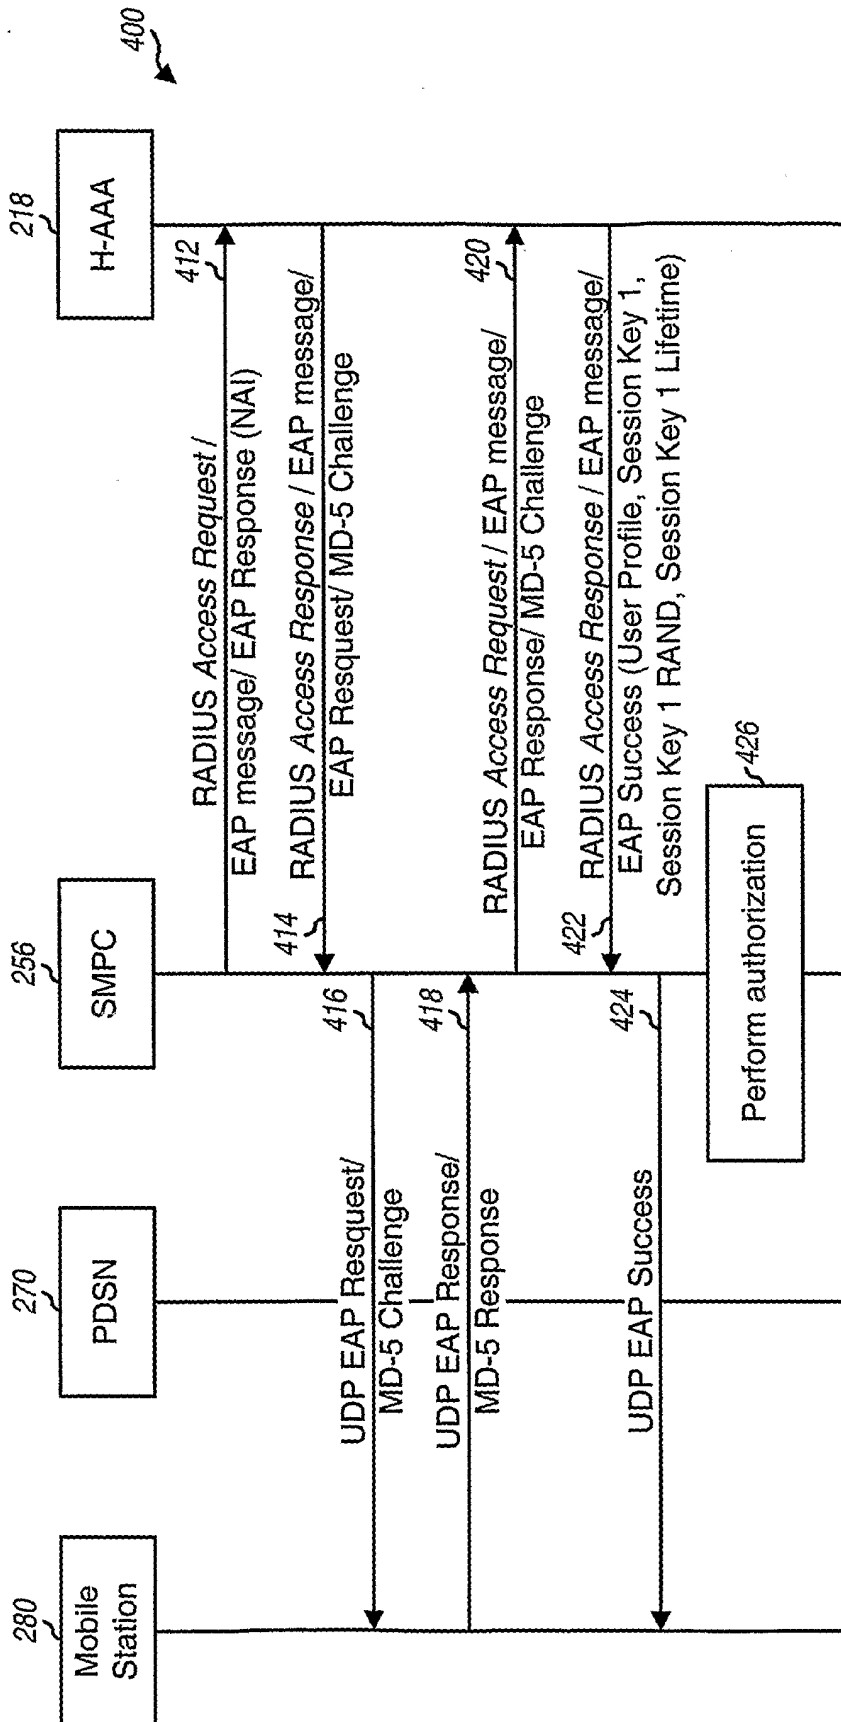 400
280
Mobile
Station
270
PDSN
256
SMPC
218
H-AAA
RADIUS Access Request /
EAP message/ EAP Response (NAI)
412
414
RADIUS Access Response / EAP message/
EAP Resquest/ MD-5 Challenge
UDP EAP Resquest/
MD-5 Challenge
416
UDP EAP Response/
MD-5 Response
418
RADIUS Access Request / EAP message/
EAP Response/ MD-5 Challenge
420
422
RADIUS Access Response / EAP message/
EAP Success (User Profile, Session Key 1,
Session Key 1 RAND, Session Key 1 Lifetime)
UDP EAP Success
424
Perform authorization
426